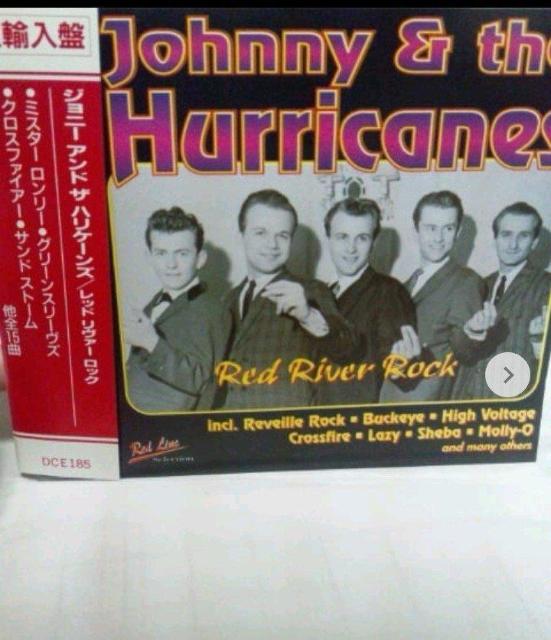 輸入盤
ジョニー アンド ザ ハリケーンズ/レッド リヴァー ロック
●ミスター ロンリー●グリーンスリーヴズ
●クロスファイアー●サンド ストーム
他全15曲
DCE185
Johnny & the
Hurricanes
Red River Rock
incl. Reveille Rock ▪ Buckeye ▪ High Voltage
Crossfire ▪ Lazy ▪ Sheba ▪ Molly-O
and many others
Red Line